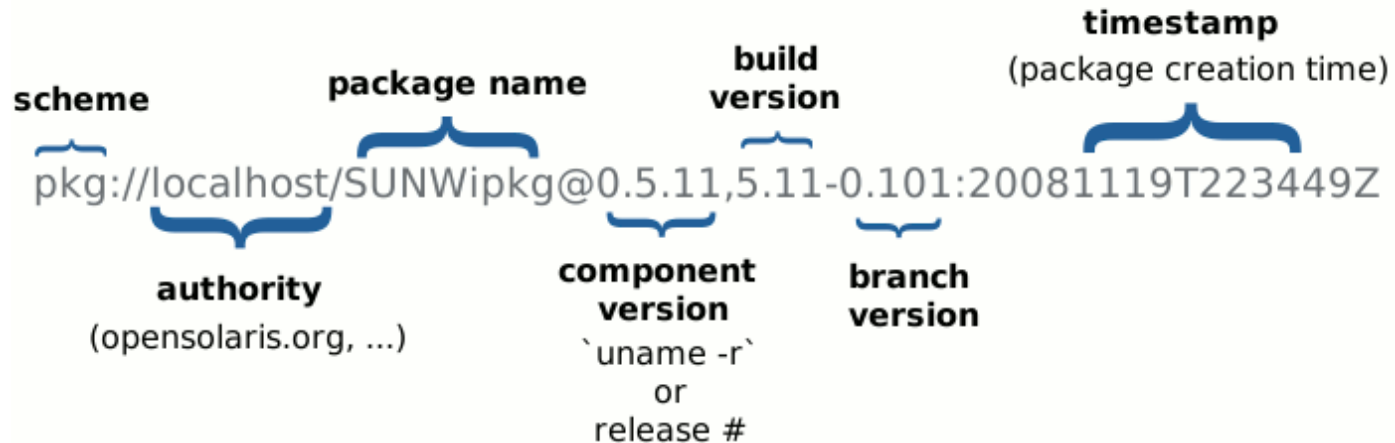 timestamp
(package creation time)
build
version
package name
scheme
pkg://localhost/SUNWipkg@0.5.11,5.11-0.101:20081119T223449Z
authority
(opensolaris.org, ...)
component
version
`uname -r`
or
release #
branch
version